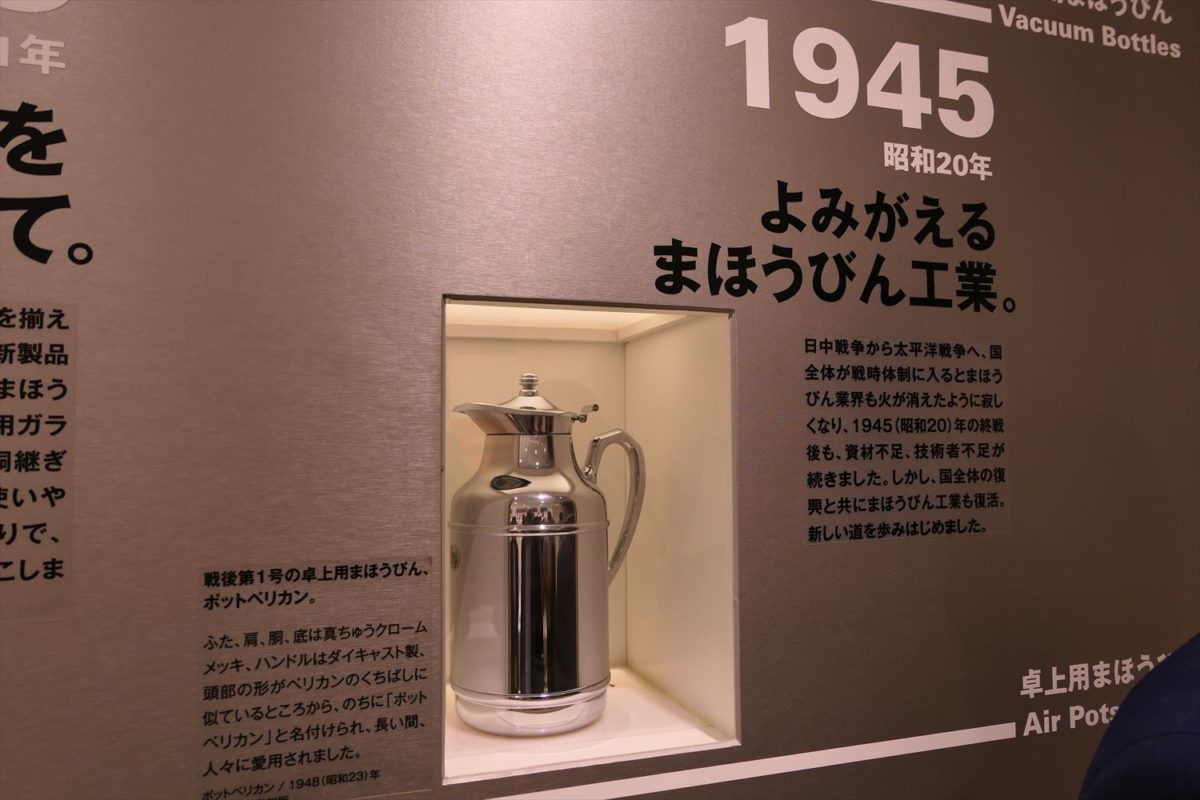 1年
を
て。
を揃え
新製品
まほう
用ガラ
胴継ぎ
使いや
りで、
こしま
まほうびん
Vacuum Bottles
1945
昭和20年
よみがえる
まほうびん工業。
日中戦争から太平洋戦争へ、国
全体が戦時体制に入るとまほう
びん業界も火が消えたように寂し
くなり、1945(昭和20)年の終戦
後も、資材不足、技術者不足が
続きました。しかし、国全体の復
興と共にまほうびん工業も復活。
新しい道を歩みはじめました。
戦後第1号の卓上用まほうびん、
ポットペリカン。
ふた、肩、胴、底は真ちゅうクローム
メッキ、ハンドルはダイキャスト製、
頭部の形がペリカンのくちばしに
似ているところから、のちに「ポット
ペリカン」と名付けられ、長い間、
人々に愛用されました。
ポットペリカン / 1948(昭和23)年
卓上用まほう
Air Pots